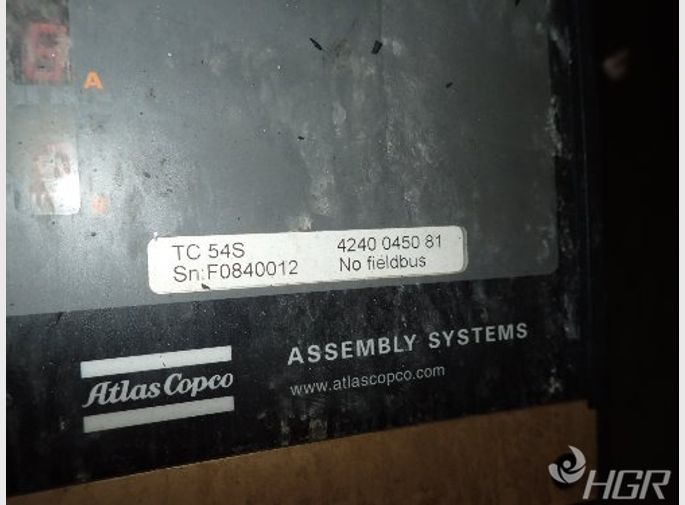 A
TC 54S 4240 0450 81
Sn:F0840012 No fieldbus
Atlas Copco
ASSEMBLY SYSTEMS
www.atlascopco.com
HGR